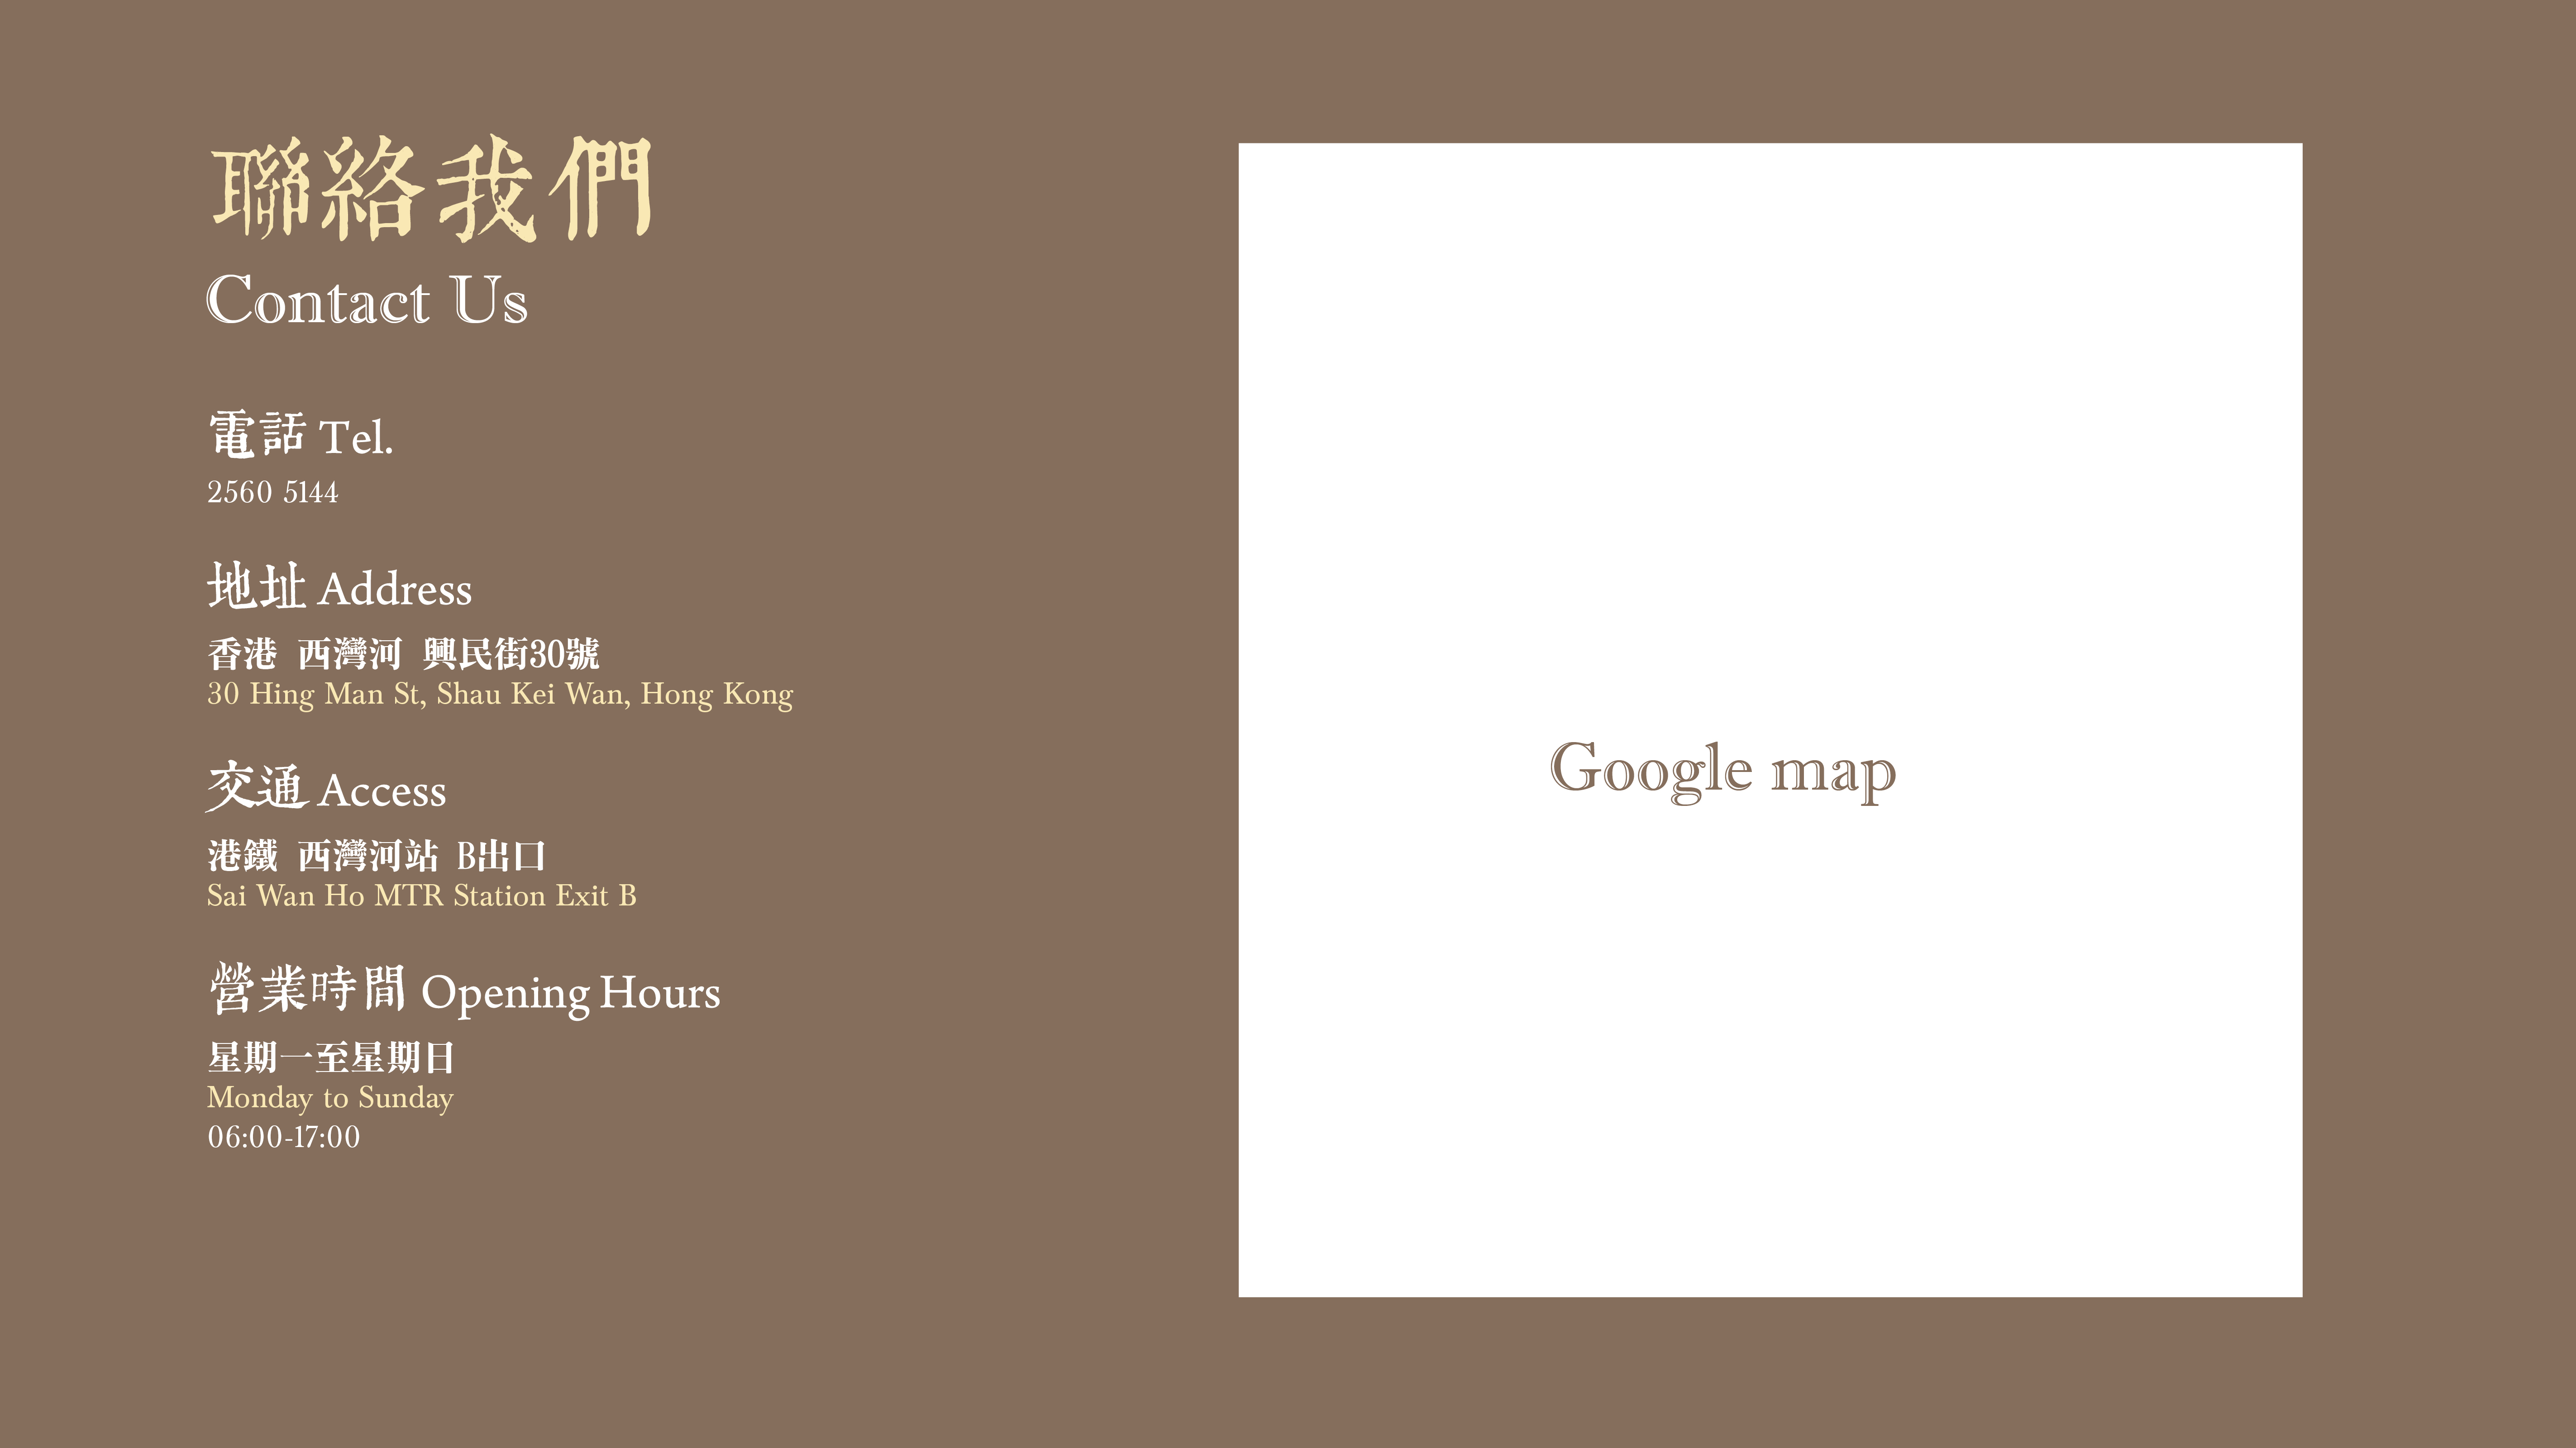 聯絡我們
Contact Us
電話 Tel.
2560 5144
地址 Address
香港 西灣河 興民街30號
30 Hing Man St, Shau Kei Wan, Hong Kong
交通 Access
港鐵 西灣河站 B出口
Sai Wan Ho MTR Station Exit B
營業時間 Opening Hours
星期一至星期日
Monday to Sunday
06:00-17:00
Google map